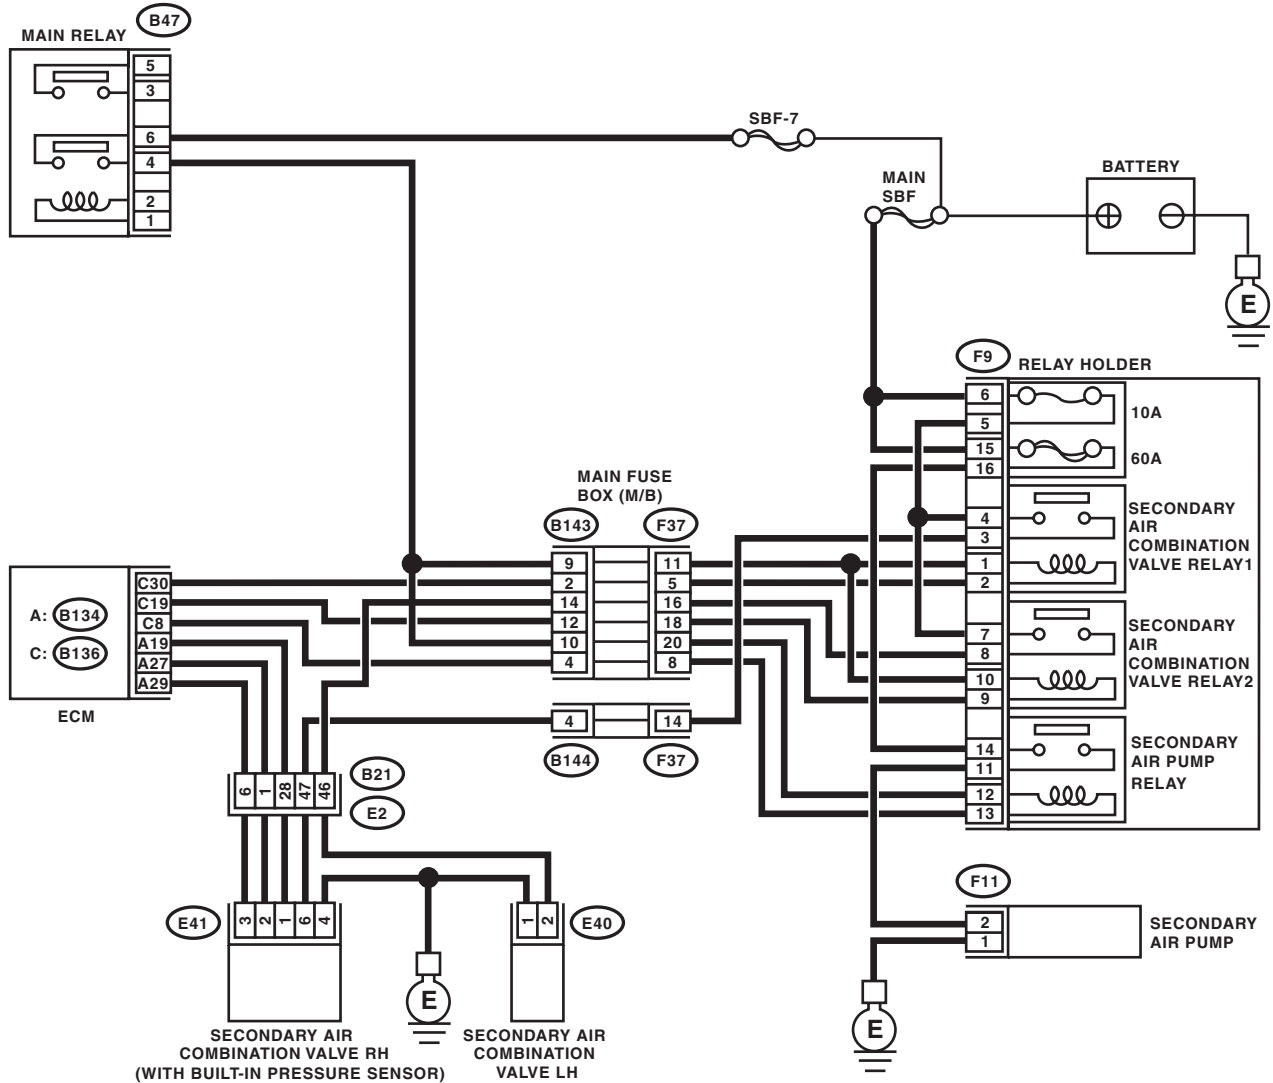 B47
MAIN RELAY
5
3
6
4
2
1
SBF-7
MAIN
SBF
BATTERY
E
F9
RELAY HOLDER
6
5
15
16
4
3
1
2
7
8
10
9
14
11
12
13
10A
60A
SECONDARY
AIR
COMBINATION
VALVE RELAY1
SECONDARY
AIR
COMBINATION
VALVE RELAY2
SECONDARY
AIR PUMP
RELAY
MAIN FUSE
BOX (M/B)
B143
F37
9
11
2
5
14
16
12
18
10
20
4
8
4
14
B144
F37
A: B134
C: B136
ECM
C30
C19
C8
A19
A27
A29
6
1
28
47
46
B21
E2
E41
3
2
1
6
4
E
1
2
E40
SECONDARY AIR
COMBINATION VALVE RH
(WITH BUILT-IN PRESSURE SENSOR)
SECONDARY AIR
COMBINATION
VALVE LH
F11
2
1
SECONDARY
AIR PUMP
E